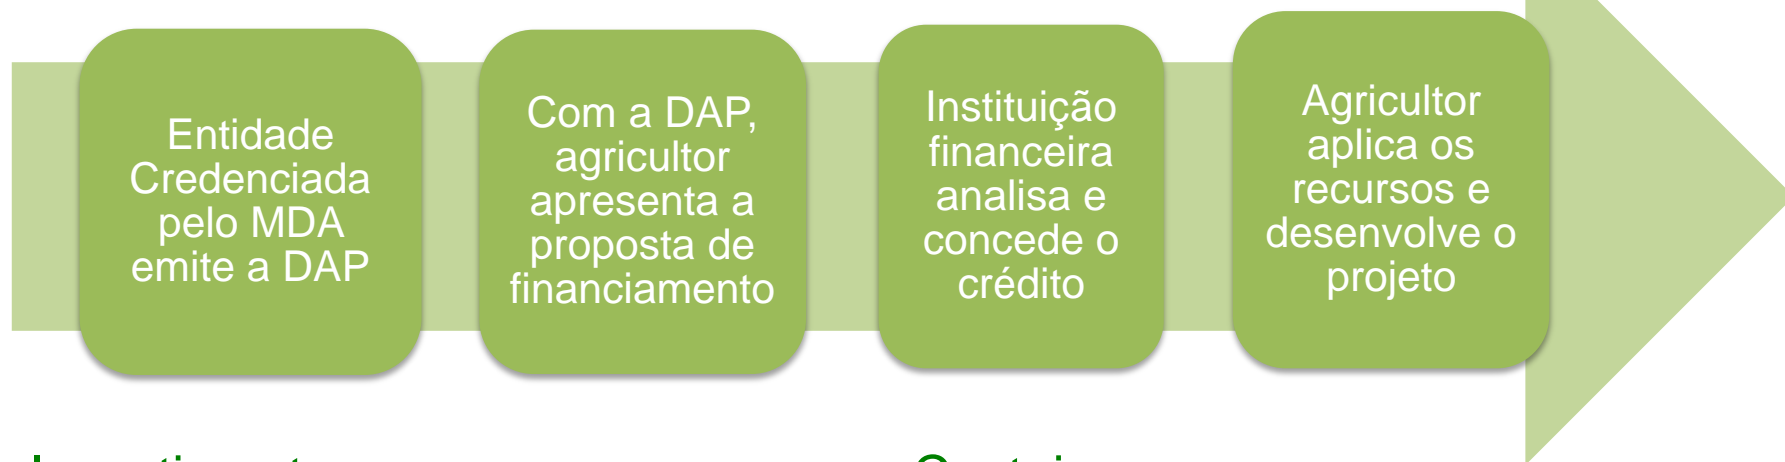 Entidade
Credenciada
pelo MDA
emite a DAP
Com a DAP,
agricultor
apresenta a
proposta de
financiamento
Instituição
financeira
analisa e
concede o
crédito
Agricultor
aplica os
recursos e
desenvolve o
projeto